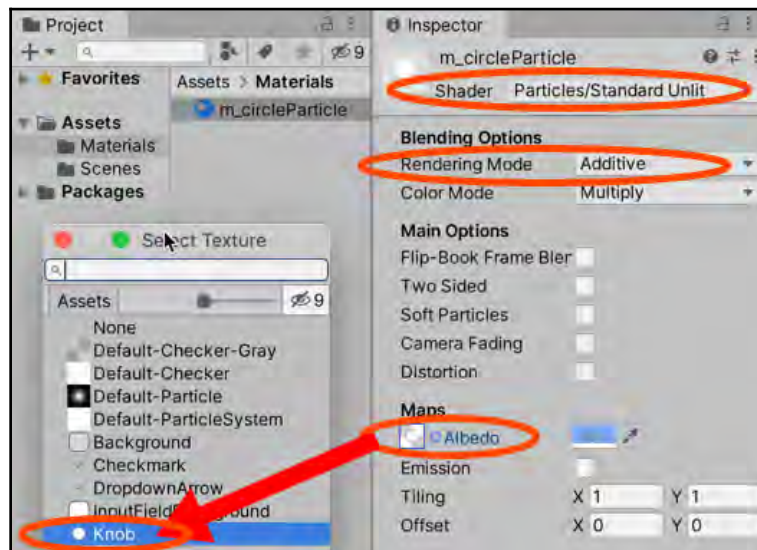 Project
9
Favorites
Assets > Materials
m_circleParticle
Assets
Materials
Scenes
Packages
Select Texture
Assets
9
None
Default-Checker-Gray
Default-Checker
Default-Particle
Default-ParticleSystem
Background
Checkmark
DropdownArrow
Knob
Inspector
m_circleParticle
Shader Particles/Standard Unlit
Blending Options
Rendering Mode Additive
Color Mode Multiply
Main Options
Flip-Book Frame Bler
Two Sided
Soft Particles
Camera Fading
Distortion
Maps
Albedo
Emission
Tiling X 1 Y 1
Offset X 0 Y 0